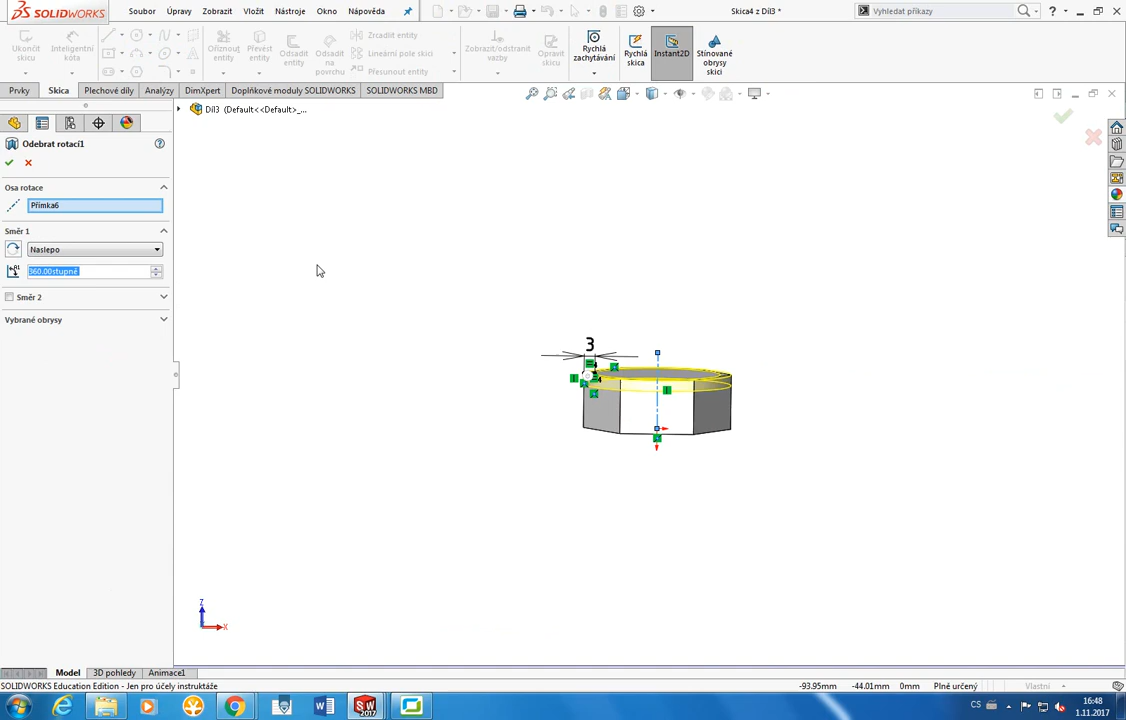 SOLIDWORKS
Soubor Úpravy Zobrazit Vložit Nástroje Okno Nápověda
Skica4 z Díl3 *
Vyhledat příkazy
Ukončit skicu
Inteligentní kóta
Oříznout entity
Převést entity
Odsadit entity
Odsadit na povrchu
Zrcadlit entity
Lineární pole skici
Přesunout entity
Zobrazit/odstranit vazby
Opravit skicu
Rychlá zachytávání
Rychlá skica
Instant2D
Stínované obrysy skici
Prvky Skica Plechové díly Analýzy DimXpert Doplňkové moduly SOLIDWORKS SOLIDWORKS MBD
Díl3 (Default<<Default>_...
Odebrat rotací1
Osa rotace
Přímka6
Směr 1
Naslepo
360.00stupně
Směr 2
Vybrané obrysy
3
Z
X
Model 3D pohledy Animace1
SOLIDWORKS Education Edition - Jen pro účely instruktáže
-93.95mm -44.01mm 0mm Plně určený
Vlastní
CS
16:48
1.11.2017
SW
2017